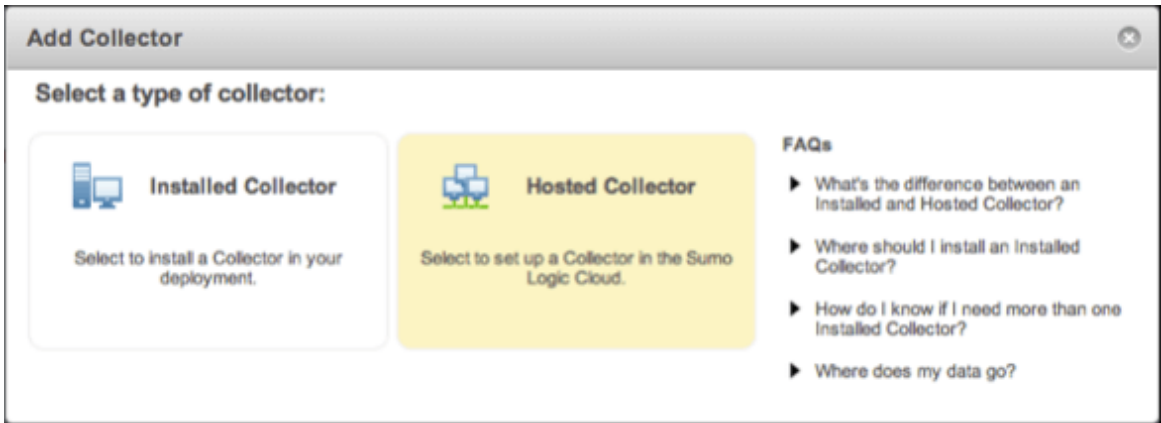 Add Collector
Select a type of collector:
Installed Collector
Select to install a Collector in your
deployment.
Hosted Collector
Select to set up a Collector in the Sumo
Logic Cloud.
FAQs
What's the difference between an
Installed and Hosted Collector?
Where should I install an Installed
Collector?
How do I know if I need more than one
Installed Collector?
Where does my data go?